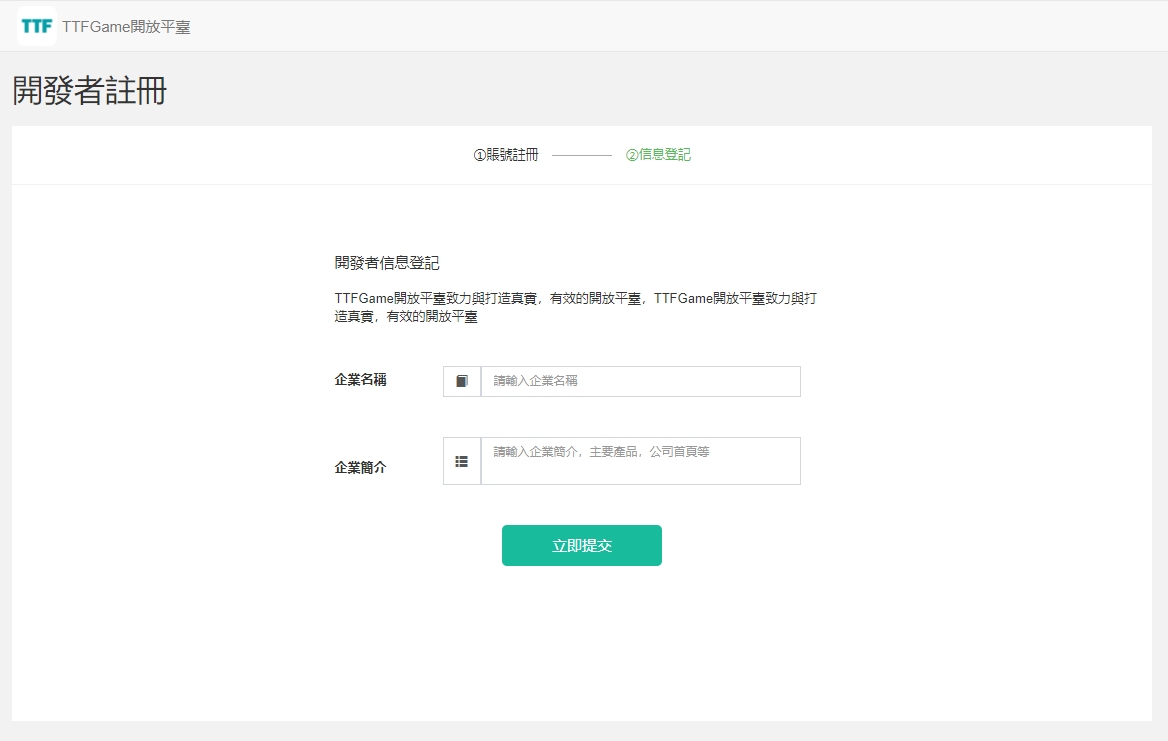 TTF TTFGame開放平臺
開發者註冊
①賬號註冊 ②信息登記
開發者信息登記
TTFGame開放平臺致力與打造真實，有效的開放平臺，TTFGame開放平臺致力與打
造真實，有效的開放平臺
企業名稱 請輸入企業名稱
企業簡介 請輸入企業簡介，主要產品，公司首頁等
立即提交